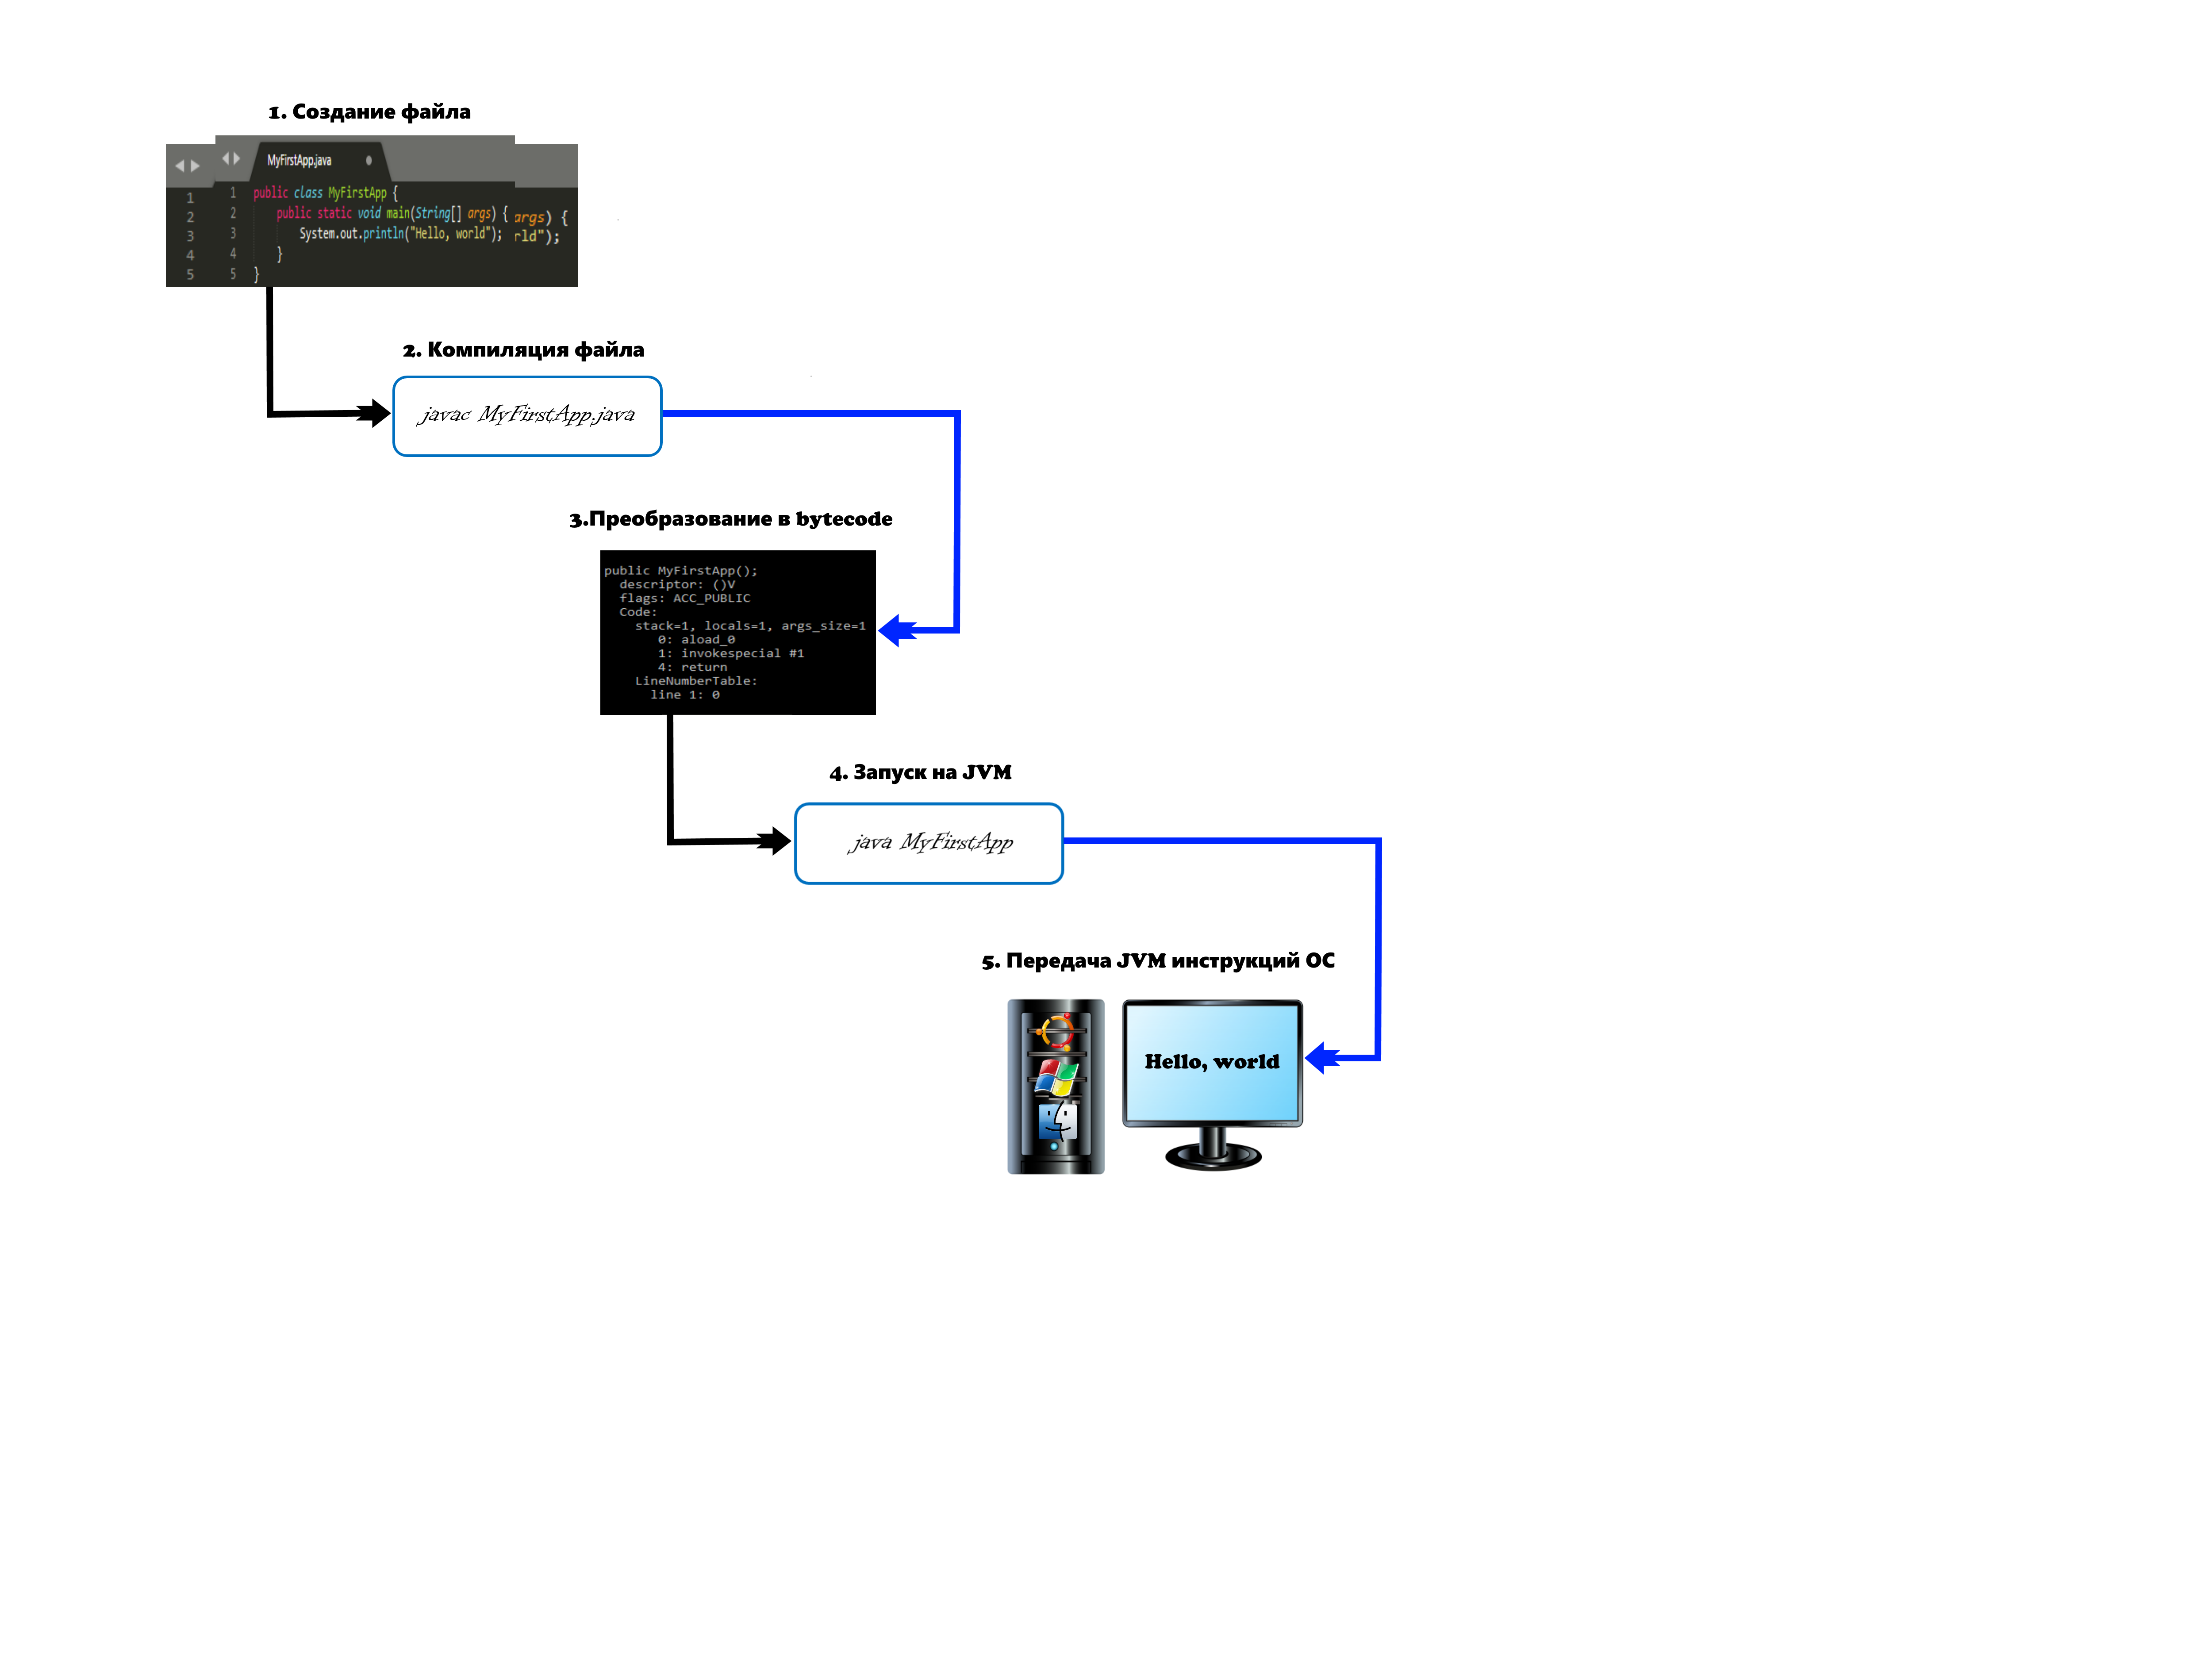 1. Создание файла
MyFirstApp.java
1 public class MyFirstApp {
2 public static void main(String[] args) {
3 System.out.println("Hello, world");
4 }
5 }
1
2 args) {
3 rld");
4
5
2. Компиляция файла
javac MyFirstApp.java
3.Преобразование в bytecode
public MyFirstApp();
descriptor: ()V
flags: ACC_PUBLIC
Code:
stack=1, locals=1, args_size=1
0: aload_0
1: invokespecial #1
4: return
LineNumberTable:
line 1: 0
4. Запуск на JVM
java MyFirstApp
5. Передача JVM инструкций ОС
Hello, world